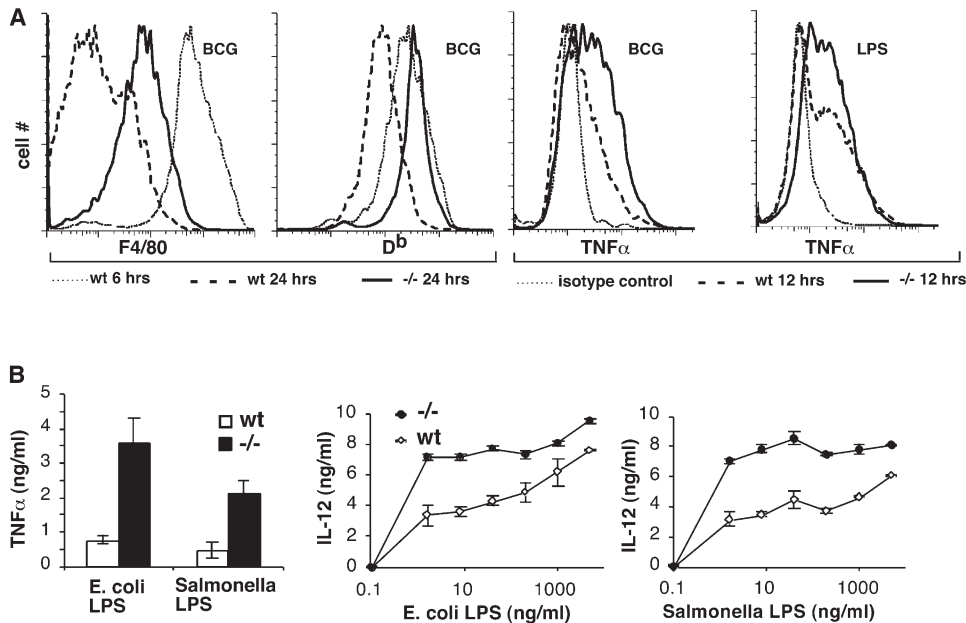 A
BCG
BCG
BCG
LPS
cell #
F4/80
Dᵇ
TNFα
TNFα
wt 6 hrs
wt 24 hrs
-/- 24 hrs
isotype control
wt 12 hrs
-/- 12 hrs
B
5
4
3
2
1
0
TNFα (ng/ml)
wt
-/-
E. coli
LPS
Salmonella
LPS
10
8
6
4
2
0
IL-12 (ng/ml)
-/-
wt
0.1
10
1000
E. coli LPS (ng/ml)
10
8
6
4
2
0
IL-12 (ng/ml)
0.1
10
1000
Salmonella LPS (ng/ml)